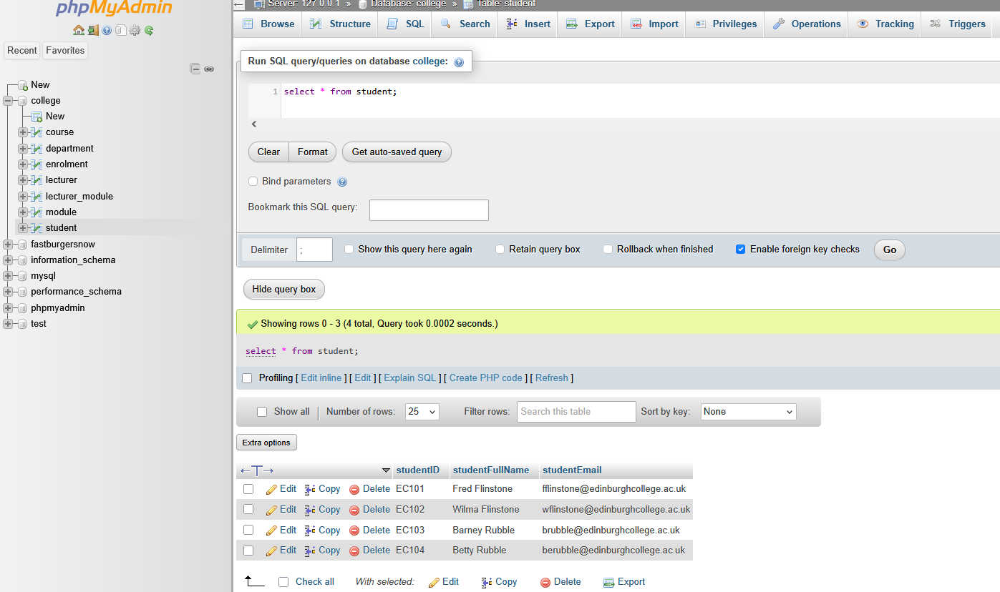 phpMyAdmin
Recent Favorites
New
college
New
course
department
enrolment
lecturer
lecturer_module
module
student
fastburgersnow
information_schema
mysql
performance_schema
phpmyadmin
test
Server: 127.0.0.1 » Database: college » Table: student
Browse Structure SQL Search Insert Export Import Privileges Operations Tracking Triggers
Run SQL query/queries on database college:
1 select * from student;
Clear Format Get auto-saved query
Bind parameters
Bookmark this SQL query:
Delimiter ; Show this query here again Retain query box Rollback when finished Enable foreign key checks Go
Hide query box
Showing rows 0 - 3 (4 total, Query took 0.0002 seconds.)
select * from student;
Profiling [ Edit inline ] [ Edit ] [ Explain SQL ] [ Create PHP code ] [ Refresh ]
Show all Number of rows: 25 Filter rows: Search this table Sort by key: None
Extra options
studentID studentFullName studentEmail
Edit Copy Delete EC101 Fred Flinstone fflinstone@edinburghcollege.ac.uk
Edit Copy Delete EC102 Wilma Flinstone wflinstone@edinburghcollege.ac.uk
Edit Copy Delete EC103 Barney Rubble brubble@edinburghcollege.ac.uk
Edit Copy Delete EC104 Betty Rubble berubble@edinburghcollege.ac.uk
Check all With selected: Edit Copy Delete Export